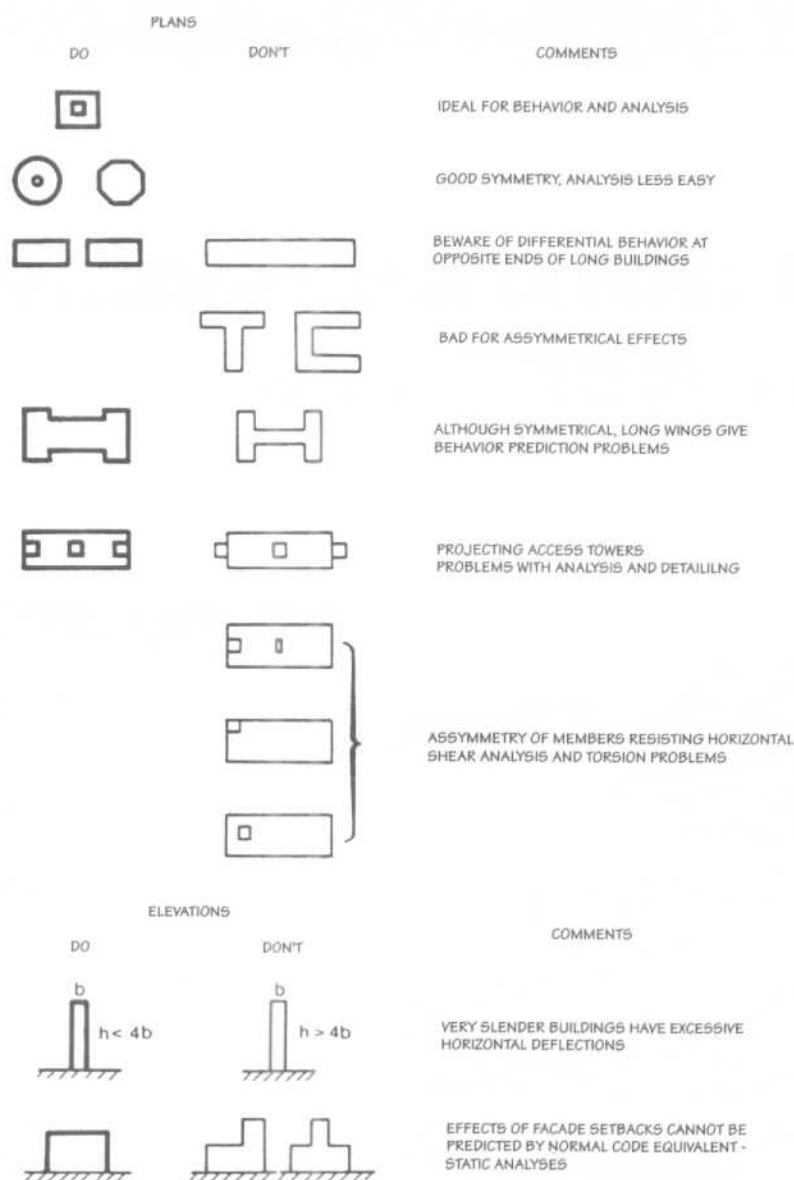 PLANS
DO DON'T COMMENTS
IDEAL FOR BEHAVIOR AND ANALYSIS
GOOD SYMMETRY, ANALYSIS LESS EASY
BEWARE OF DIFFERENTIAL BEHAVIOR AT
OPPOSITE ENDS OF LONG BUILDINGS
BAD FOR ASSYMMETRICAL EFFECTS
ALTHOUGH SYMMETRICAL, LONG WINGS GIVE
BEHAVIOR PREDICTION PROBLEMS
PROJECTING ACCESS TOWERS
PROBLEMS WITH ANALYSIS AND DETAILILNG
ASSYMMETRY OF MEMBERS RESISTING HORIZONTAL
SHEAR ANALYSIS AND TORSION PROBLEMS
ELEVATIONS
DO DON'T COMMENTS
b b
h < 4b h > 4b
VERY SLENDER BUILDINGS HAVE EXCESSIVE
HORIZONTAL DEFLECTIONS
EFFECTS OF FACADE SETBACKS CANNOT BE
PREDICTED BY NORMAL CODE EQUIVALENT -
STATIC ANALYSES